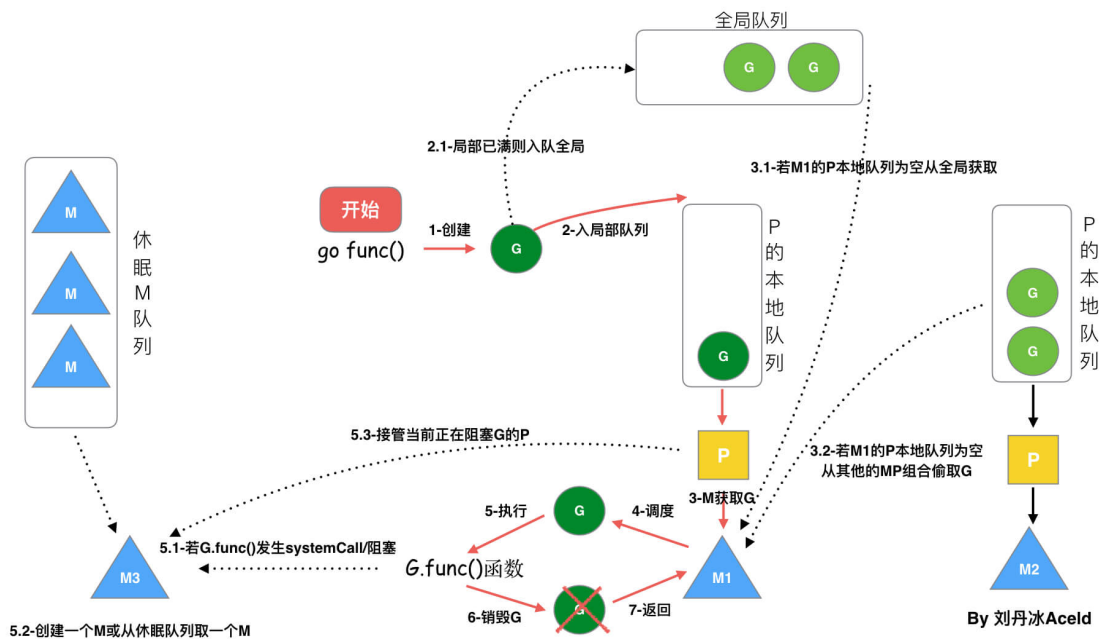 全局队列
G
G
2.1-局部已满则入队全局
3.1-若M1的P本地队列为空从全局获取
开始
go func()
1-创建
G
2-入局部队列
M
M
M
休眠M队列
P的本地队列
G
P的本地队列
G
G
5.3-接管当前正在阻塞G的P
P
3.2-若M1的P本地队列为空
从其他的MP组合偷取G
P
3-M获取G
5-执行
G
4-调度
5.1-若G.func()发生systemCall/阻塞
G.func()函数
M3
M1
M2
6-销毁G
G
7-返回
By 刘丹冰Aceld
5.2-创建一个M或从休眠队列取一个M